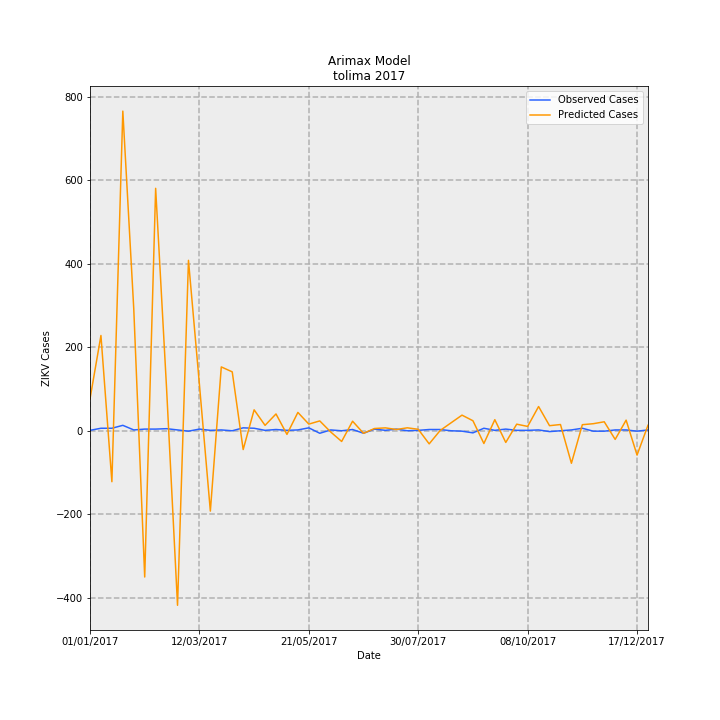 Arimax Model
tolima 2017
Observed Cases
Predicted Cases
800
600
400
200
0
−200
−400
ZIKV Cases
01/01/2017 12/03/2017 21/05/2017 30/07/2017 08/10/2017 17/12/2017
Date